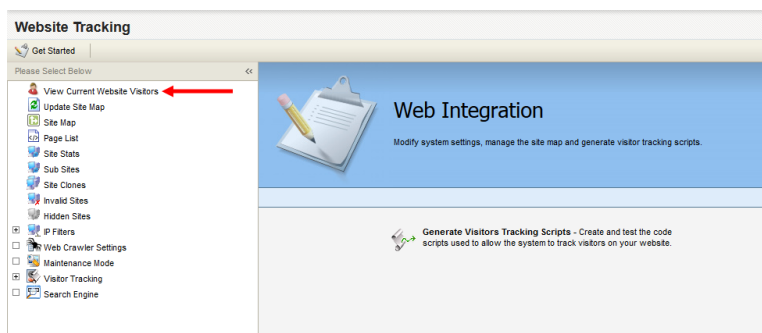 Website Tracking
Get Started
Please Select Below
View Current Website Visitors
Update Site Map
Site Map
Page List
Site Stats
Sub Sites
Site Clones
Invalid Sites
Hidden Sites
IP Filters
Web Crawler Settings
Maintenance Mode
Visitor Tracking
Search Engine
Web Integration
Modify system settings, manage the site map and generate visitor tracking scripts.
Generate Visitors Tracking Scripts - Create and test the code
scripts used to allow the system to track visitors on your website.